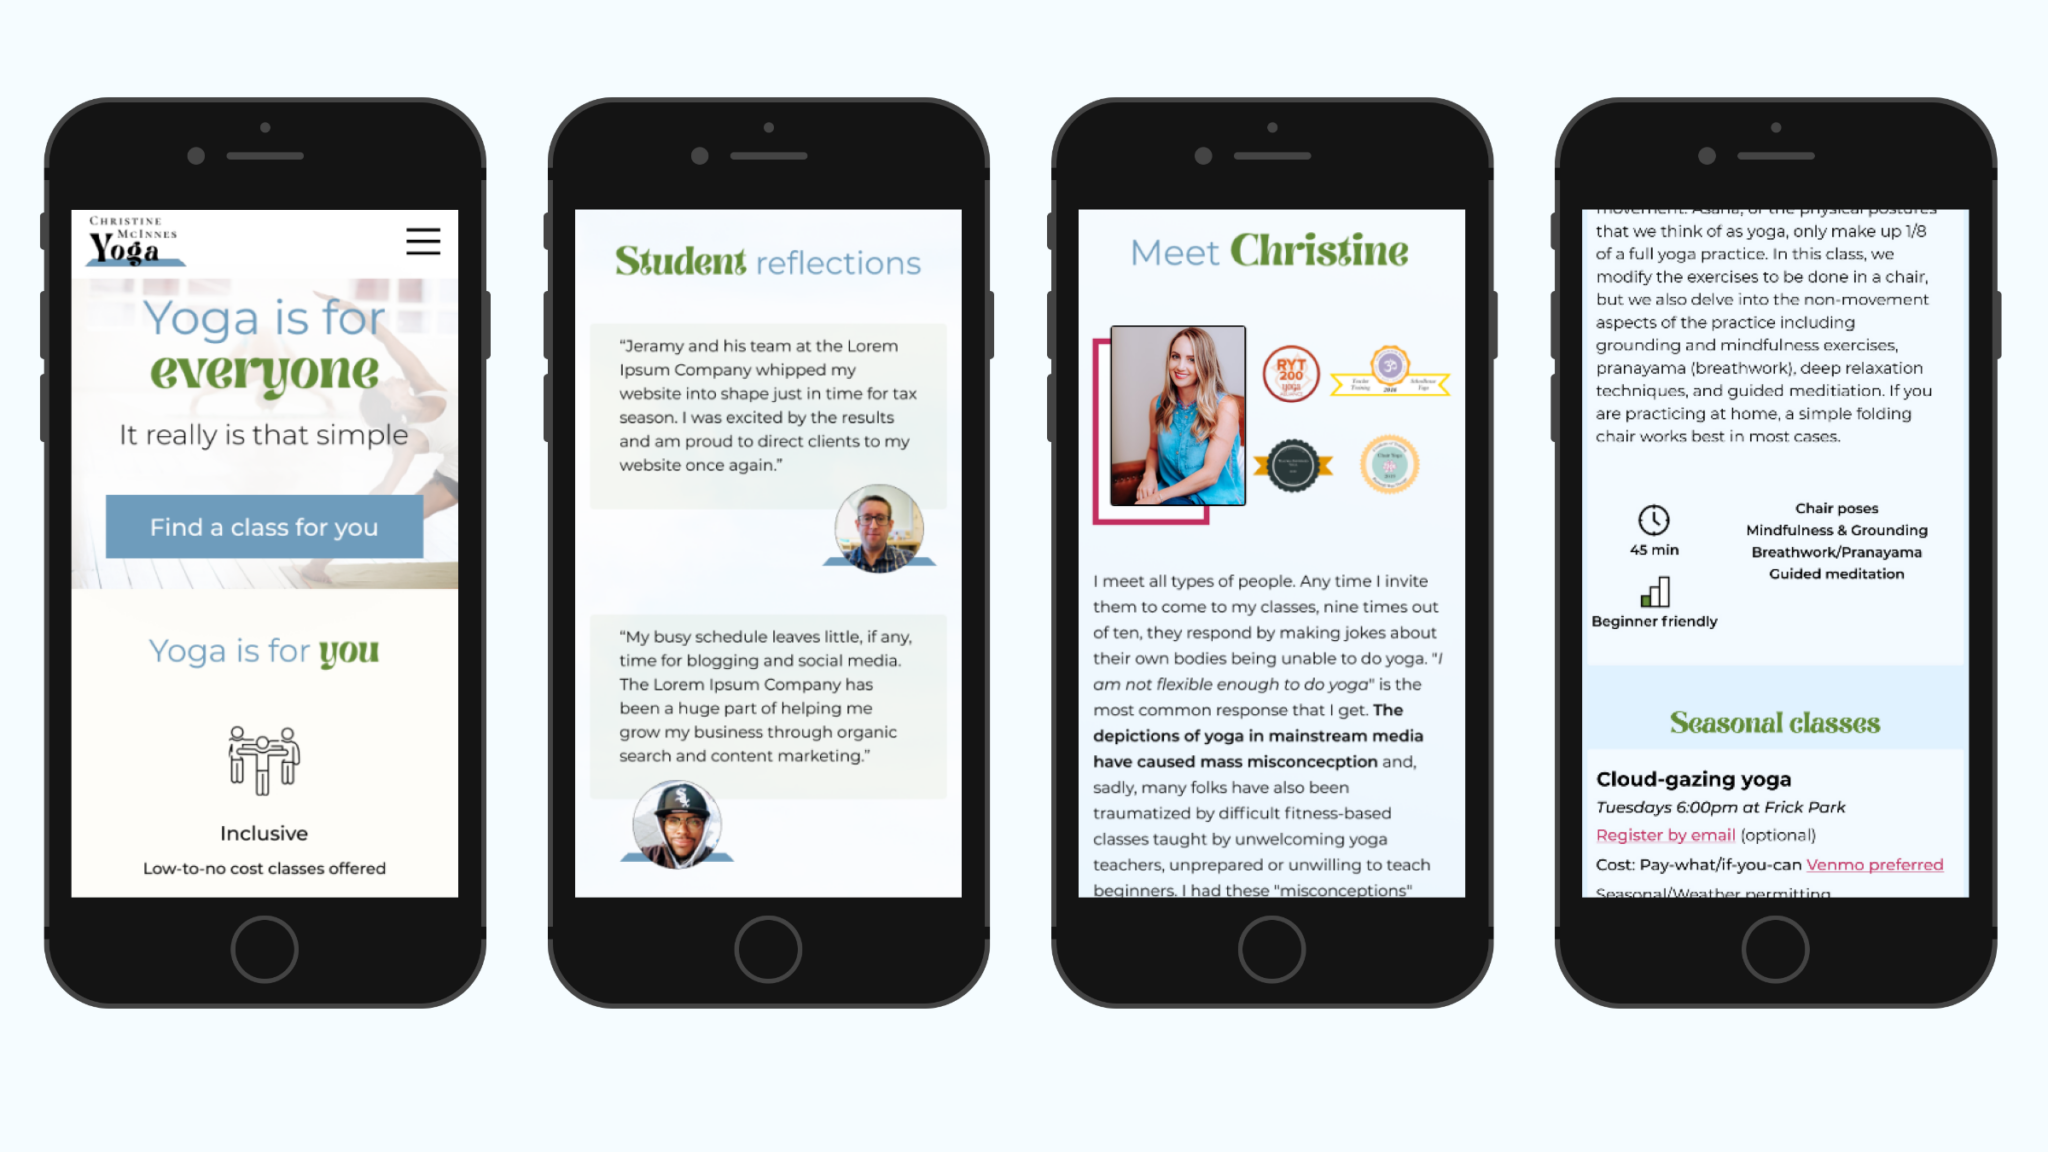 CHRISTINE
MCINNES
Yoga
Yoga is for
everyone
It really is that simple
Find a class for you
Yoga is for you
Inclusive
Low-to-no cost classes offered
Student reflections
“Jeramy and his team at the Lorem
Ipsum Company whipped my
website into shape just in time for tax
season. I was excited by the results
and am proud to direct clients to my
website once again.”
“My busy schedule leaves little, if any,
time for blogging and social media.
The Lorem Ipsum Company has
been a huge part of helping me
grow my business through organic
search and content marketing.”
Meet Christine
RYT
200
yoga
ALLIANCE
Teacher
Training
2016
Schoolhouse
Yoga
Chair Yoga
I meet all types of people. Any time I invite
them to come to my classes, nine times out
of ten, they respond by making jokes about
their own bodies being unable to do yoga. "I
am not flexible enough to do yoga" is the
most common response that I get. The
depictions of yoga in mainstream media
have caused mass misconcecption and,
sadly, many folks have also been
traumatized by difficult fitness-based
classes taught by unwelcoming yoga
teachers, unprepared or unwilling to teach
beginners. I had these "misconceptions"
movement. Asana, or the physical postures
that we think of as yoga, only make up 1/8
of a full yoga practice. In this class, we
modify the exercises to be done in a chair,
but we also delve into the non-movement
aspects of the practice including
grounding and mindfulness exercises,
pranayama (breathwork), deep relaxation
techniques, and guided meditiation. If you
are practicing at home, a simple folding
chair works best in most cases.
45 min
Beginner friendly
Chair poses
Mindfulness & Grounding
Breathwork/Pranayama
Guided meditation
Seasonal classes
Cloud-gazing yoga
Tuesdays 6:00pm at Frick Park
Register by email (optional)
Cost: Pay-what/if-you-can Venmo preferred
Seasonal/Weather permitting